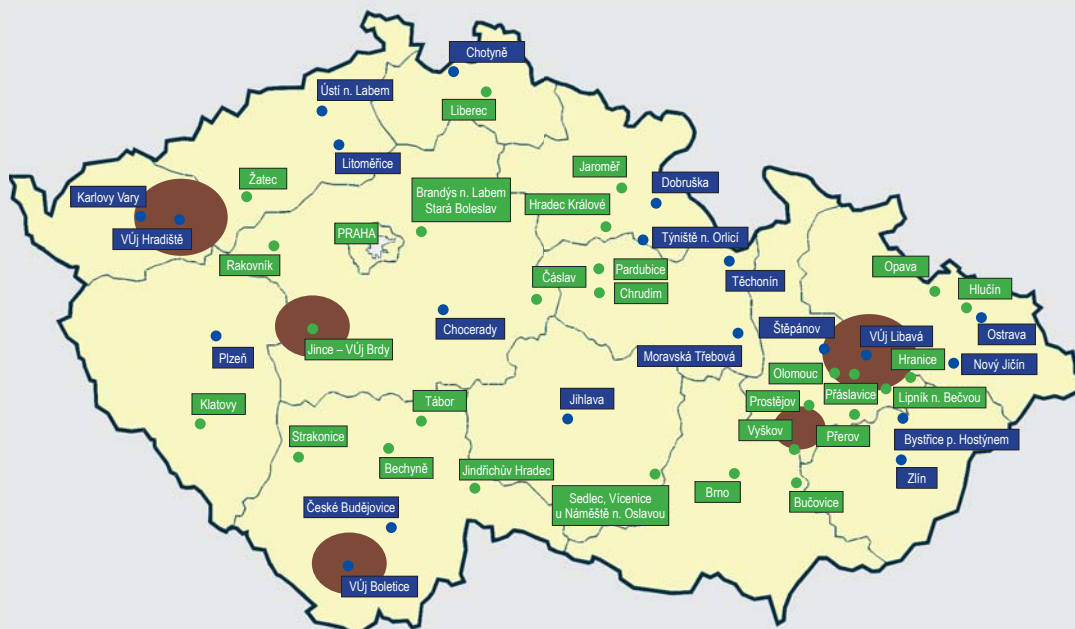 Chotyně
Ústí n. Labem
Liberec
Litoměřice
Jaroměř
Žatec
Dobruška
Karlovy Vary
Brandýs n. Labem
Stará Boleslav
Hradec Králové
PRAHA
VÚj Hradiště
Týniště n. Orlicí
Rakovník
Opava
Pardubice
Čáslav
Těchonín
Hlučín
Chrudim
Chocerady
Štěpánov
VÚj Libavá
Ostrava
Jince – VÚj Brdy
Plzeň
Moravská Třebová
Hranice
Nový Jičín
Olomouc
Přáslavice
Lipník n. Bečvou
Klatovy
Tábor
Jihlava
Prostějov
Vyškov
Přerov
Strakonice
Bystřice p. Hostýnem
Bechyně
Jindřichův Hradec
Zlín
Brno
Sedlec, Vícenice
u Náměště n. Oslavou
Bučovice
České Budějovice
VÚj Boletice